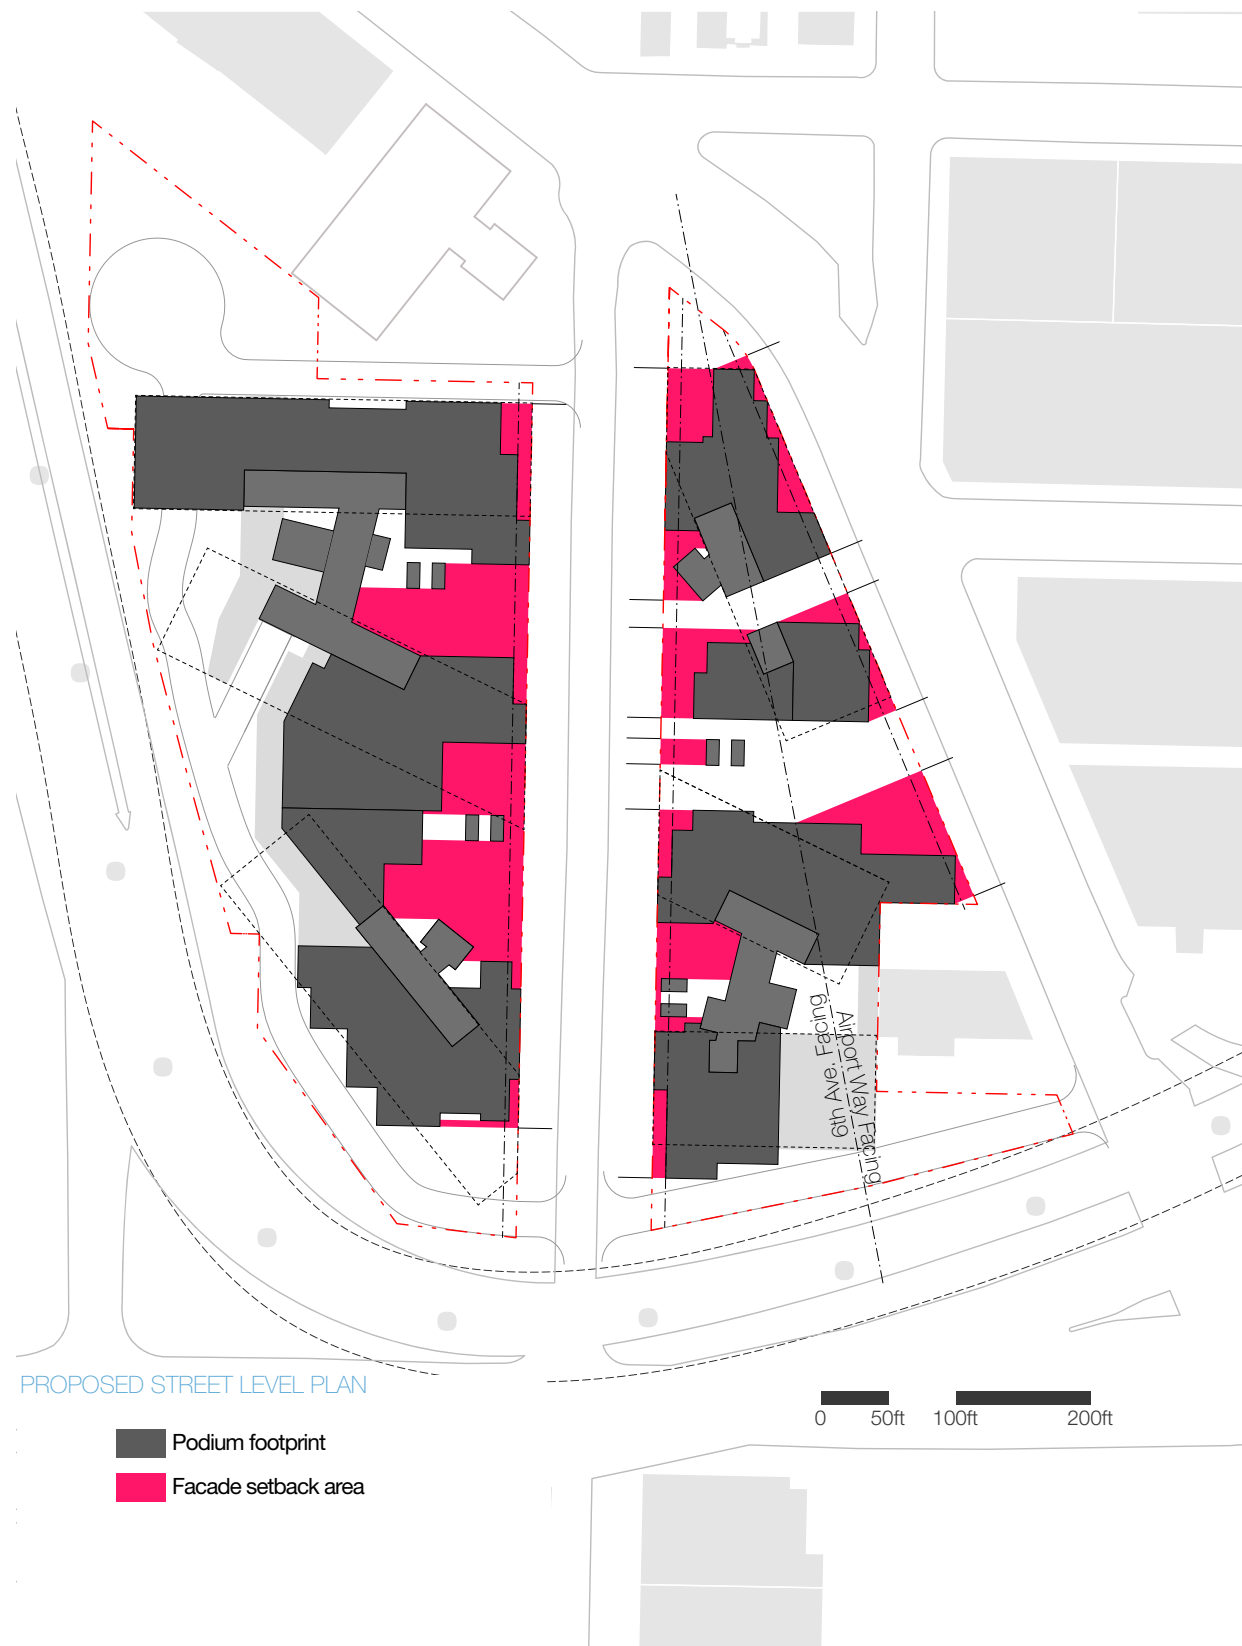 6th Ave. Facing
Airport Way Facing
PROPOSED STREET LEVEL PLAN
0 50ft 100ft 200ft
Podium footprint
Facade setback area